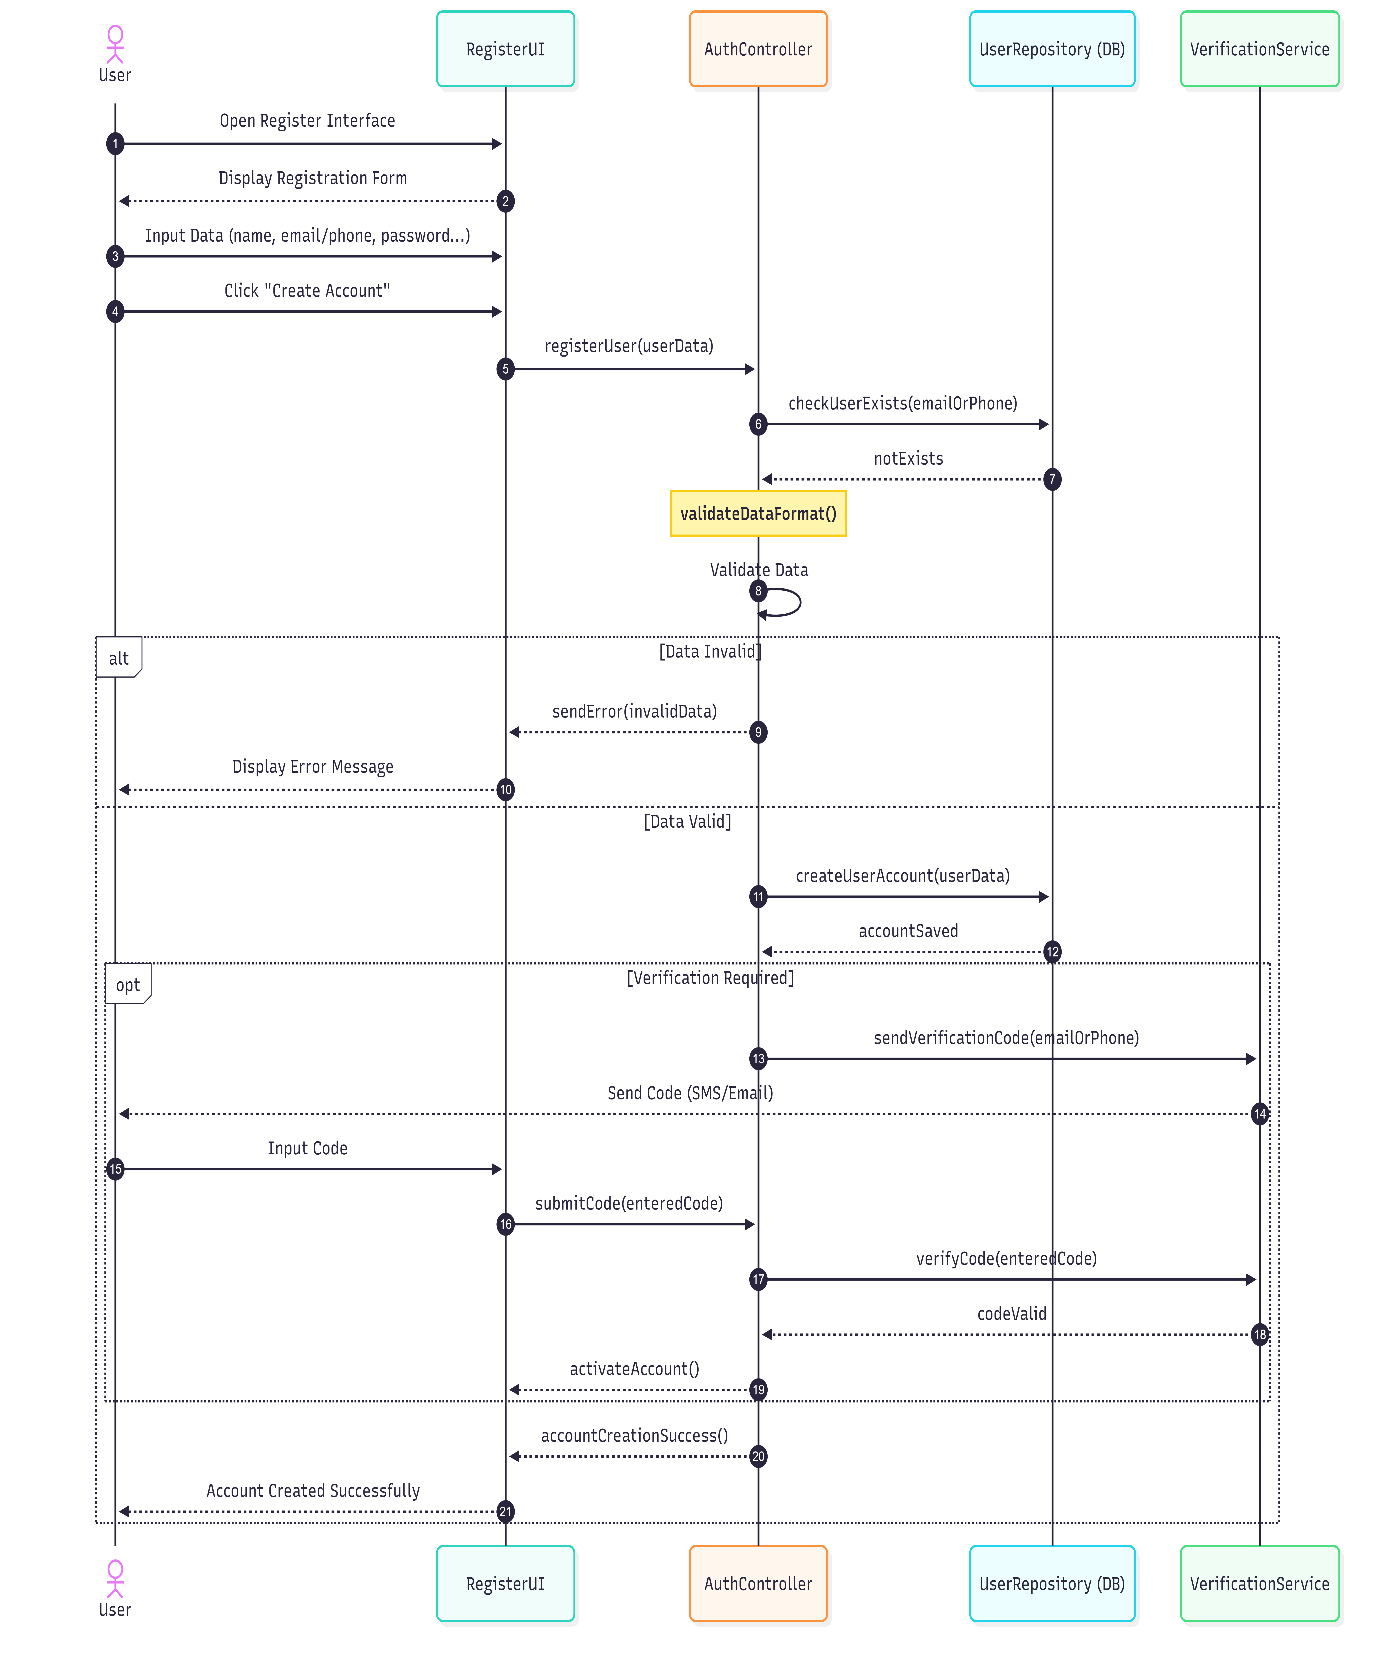 User
RegisterUI
AuthController
UserRepository (DB)
VerificationService
Open Register Interface
1
Display Registration Form
2
Input Data (name, email/phone, password...)
3
Click "Create Account"
4
registerUser(userData)
5
checkUserExists(emailOrPhone)
6
notExists
7
validateDataFormat()
Validate Data
8
alt
[Data Invalid]
sendError(invalidData)
9
Display Error Message
10
[Data Valid]
createUserAccount(userData)
11
accountSaved
12
opt
[Verification Required]
sendVerificationCode(emailOrPhone)
13
Send Code (SMS/Email)
14
Input Code
15
submitCode(enteredCode)
16
verifyCode(enteredCode)
17
codeValid
18
activateAccount()
19
accountCreationSuccess()
20
Account Created Successfully
21
User
RegisterUI
AuthController
UserRepository (DB)
VerificationService